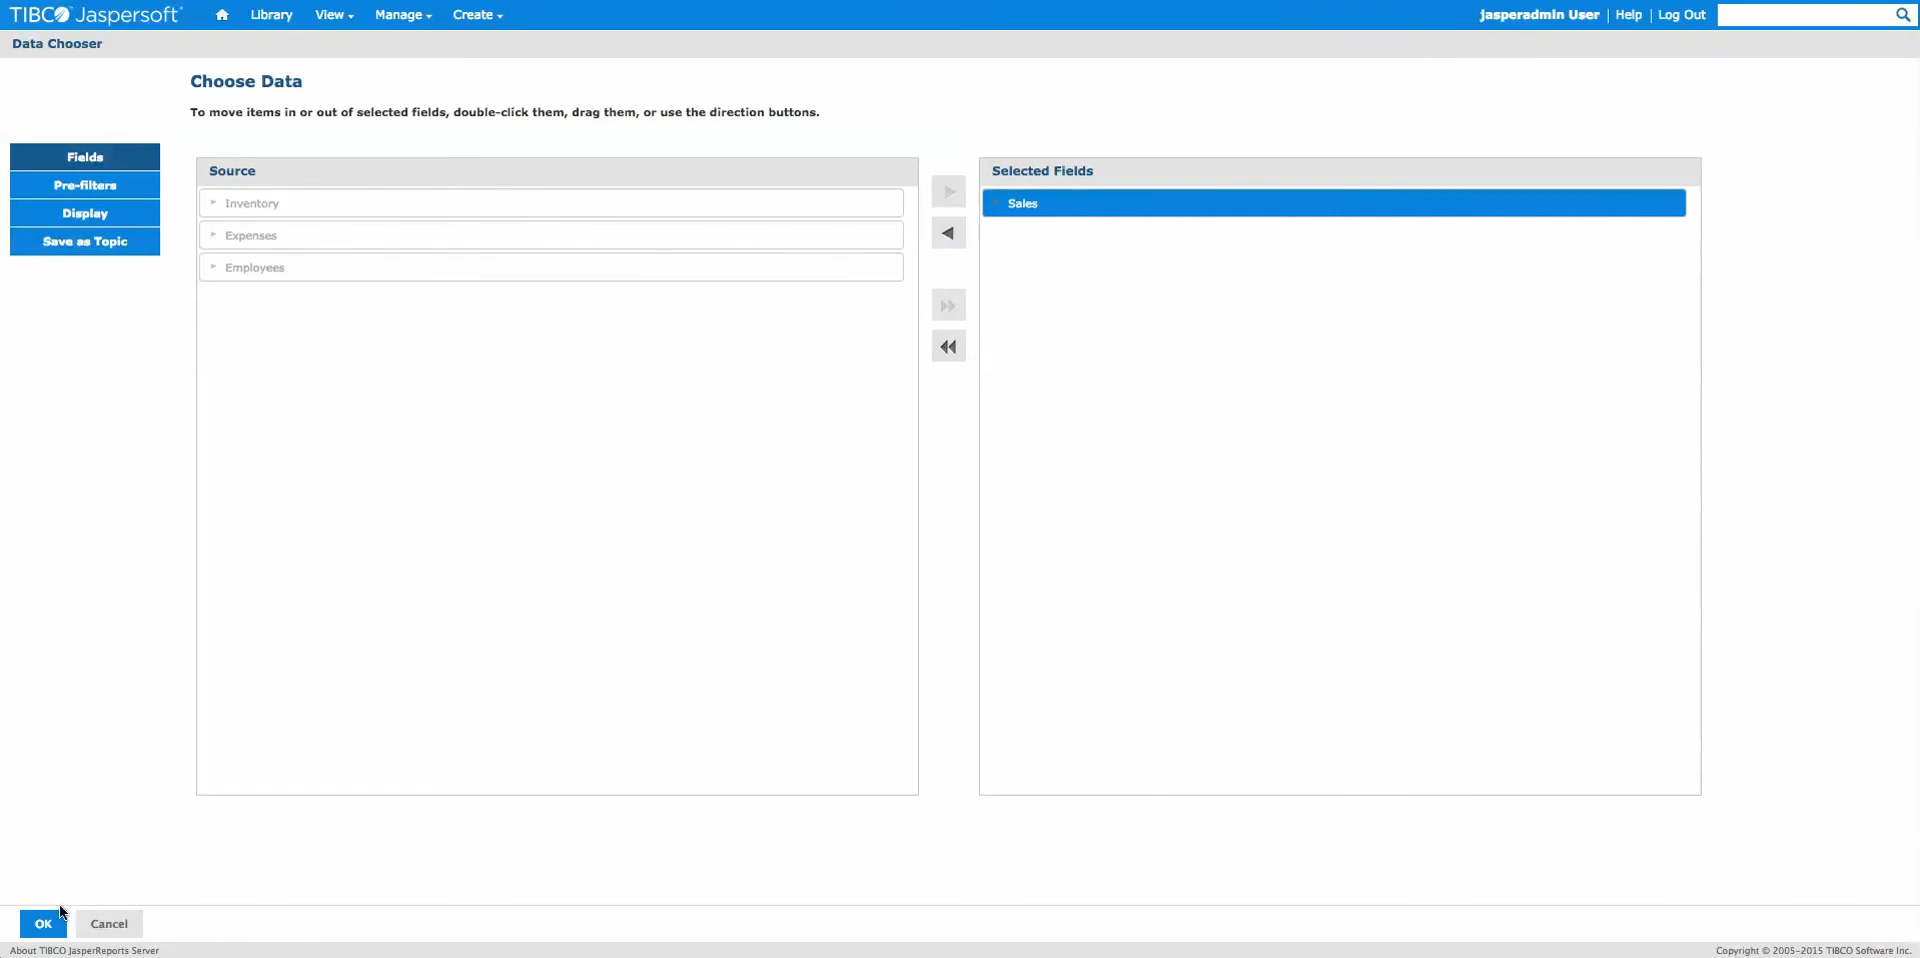 TIBCO Jaspersoft
Library View Manage Create
jasperadmin User | Help | Log Out
Data Chooser
Choose Data
To move items in or out of selected fields, double-click them, drag them, or use the direction buttons.
Fields
Pre-filters
Display
Save as Topic
Source
Inventory
Expenses
Employees
Selected Fields
Sales
OK Cancel
About TIBCO JasperReports Server
Copyright © 2005-2015 TIBCO Software Inc.